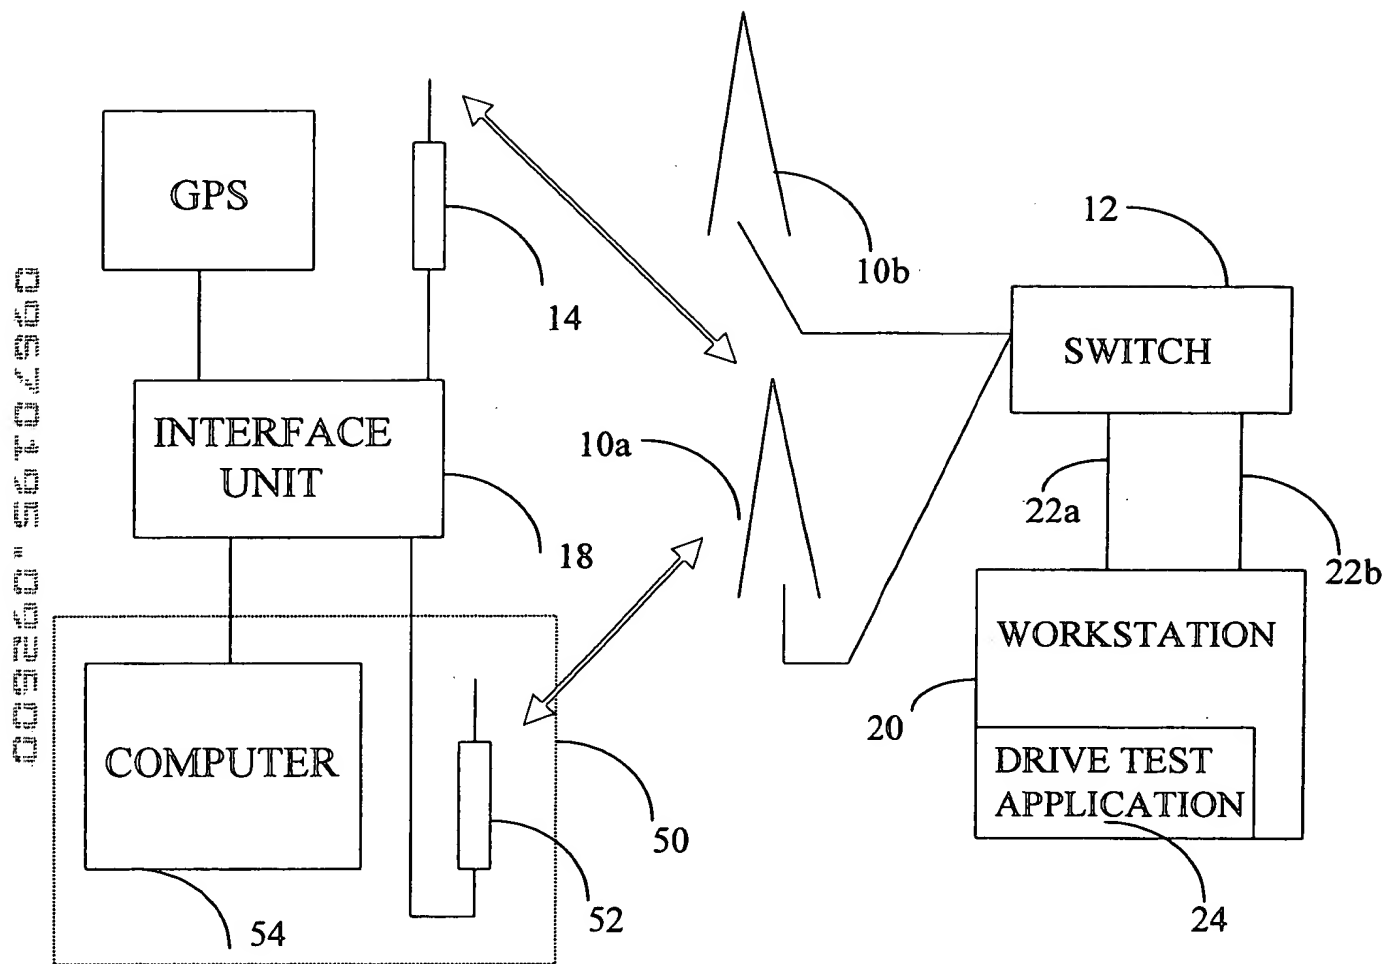 GPS
14
10b
12
SWITCH
INTERFACE
UNIT
10a
18
22a
22b
WORKSTATION
20
DRIVE TEST
APPLICATION
24
COMPUTER
50
52
54